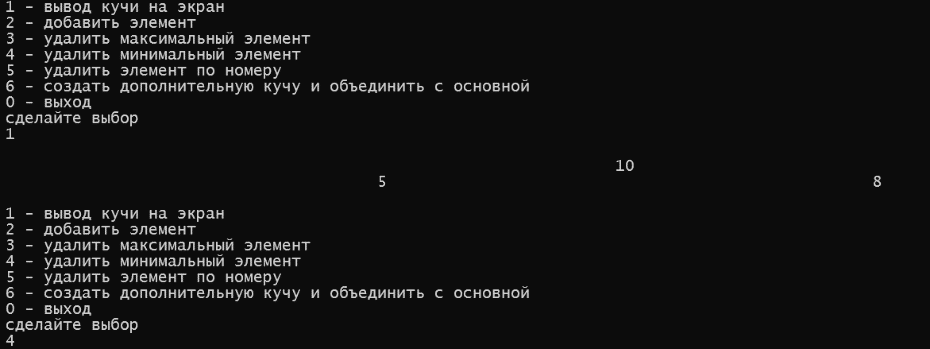 1 - вывод кучи на экран
2 - добавить элемент
3 - удалить максимальный элемент
4 - удалить минимальный элемент
5 - удалить элемент по номеру
6 - создать дополнительную кучу и объединить с основной
0 - выход
сделайте выбор
1
10
5 8
1 - вывод кучи на экран
2 - добавить элемент
3 - удалить максимальный элемент
4 - удалить минимальный элемент
5 - удалить элемент по номеру
6 - создать дополнительную кучу и объединить с основной
0 - выход
сделайте выбор
4